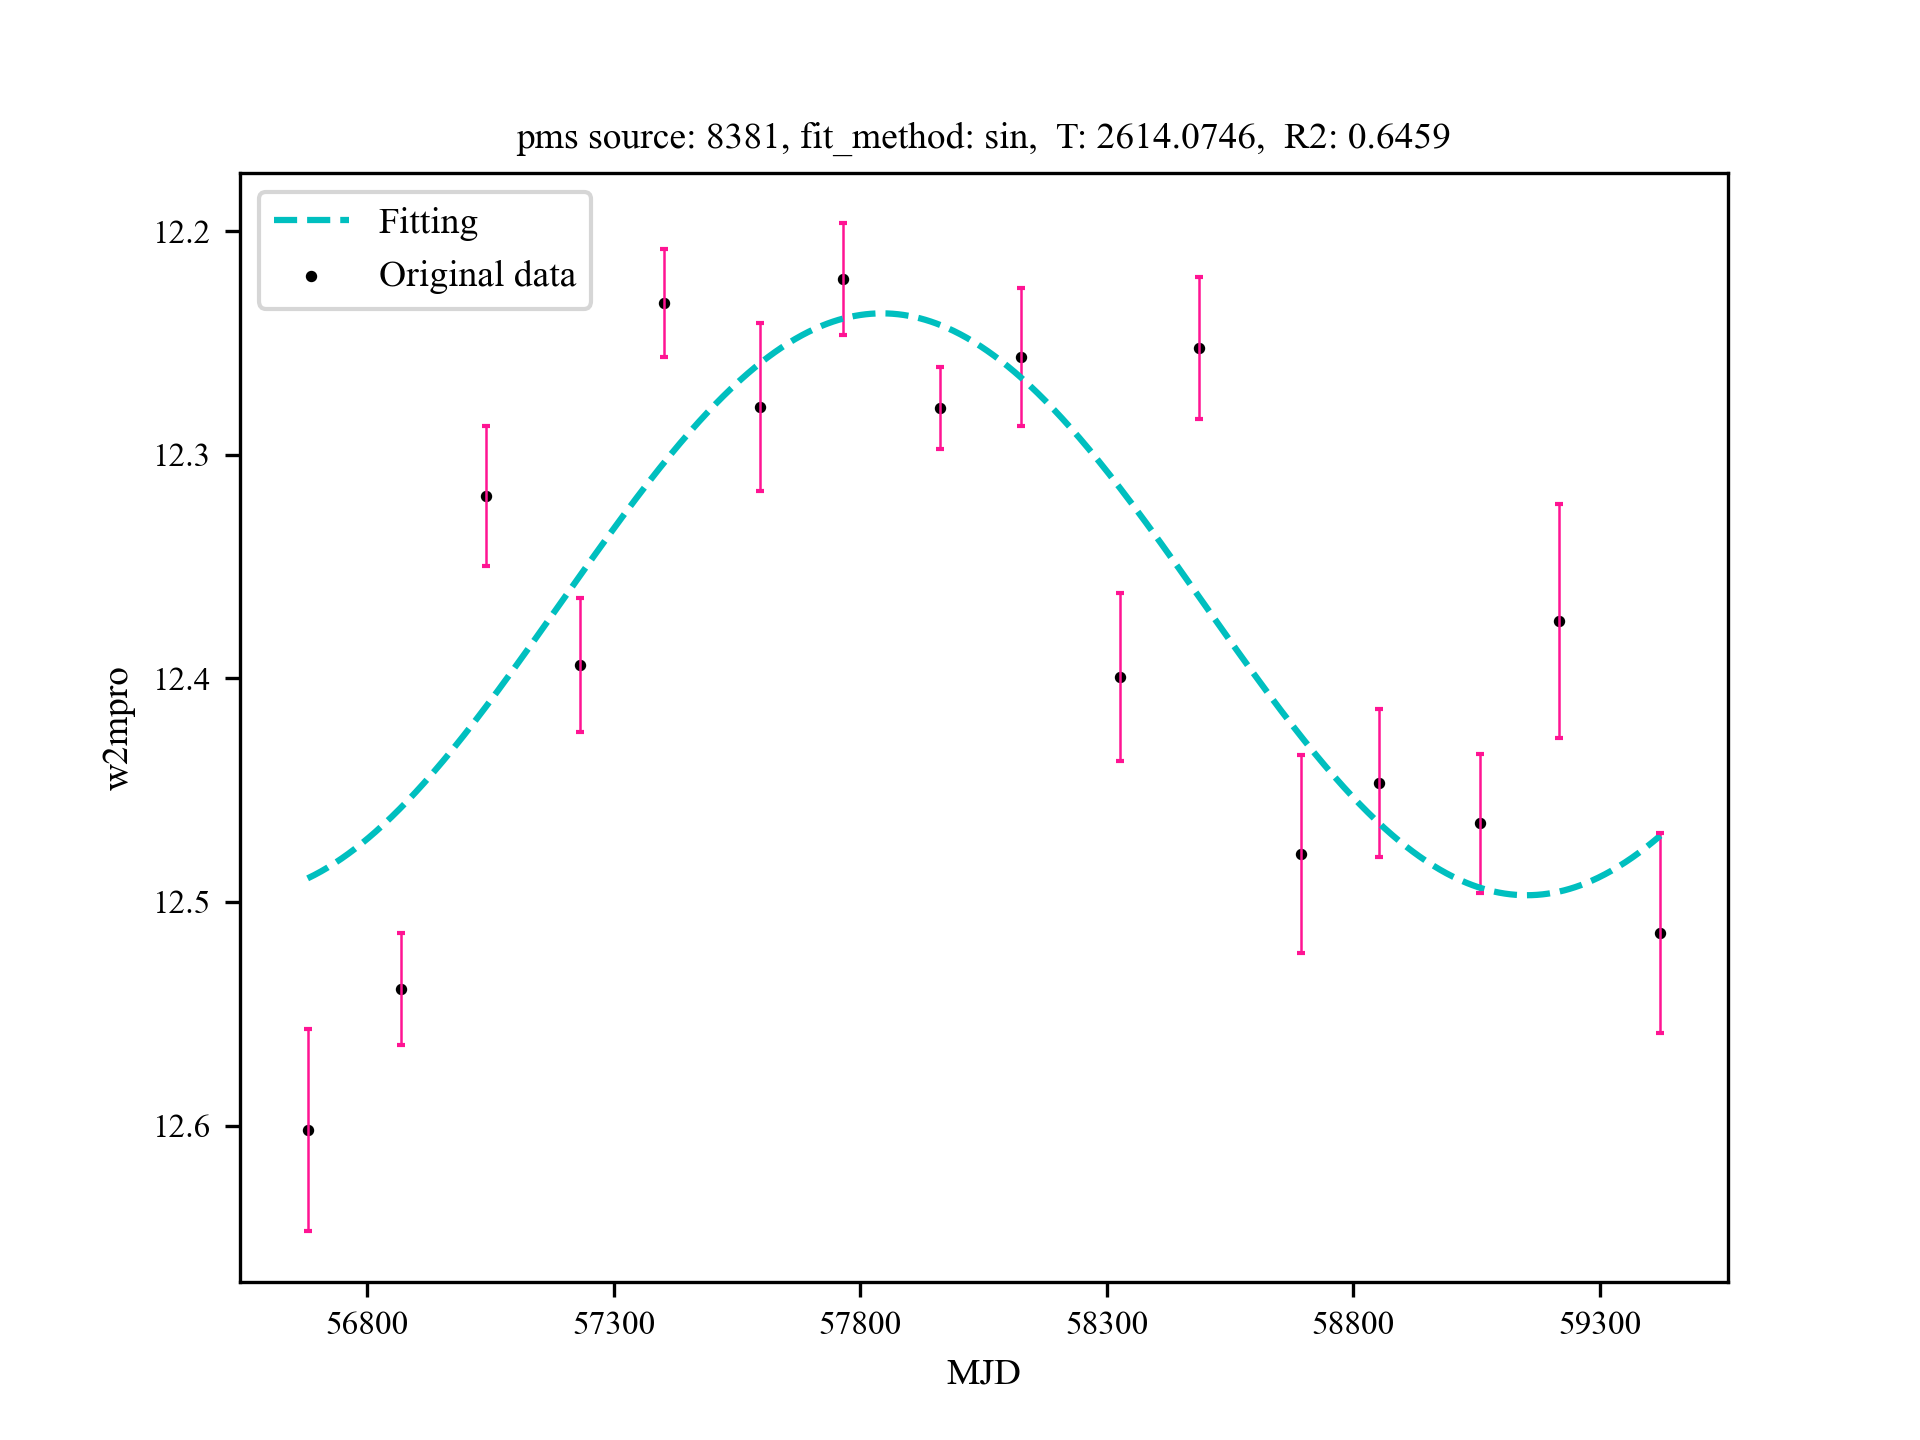 pms source: 8381, fit_method: sin,  T: 2614.0746,  R2: 0.6459
Fitting
Original data
12.2
12.3
12.4
12.5
12.6
w2mpro
56800
57300
57800
58300
58800
59300
MJD